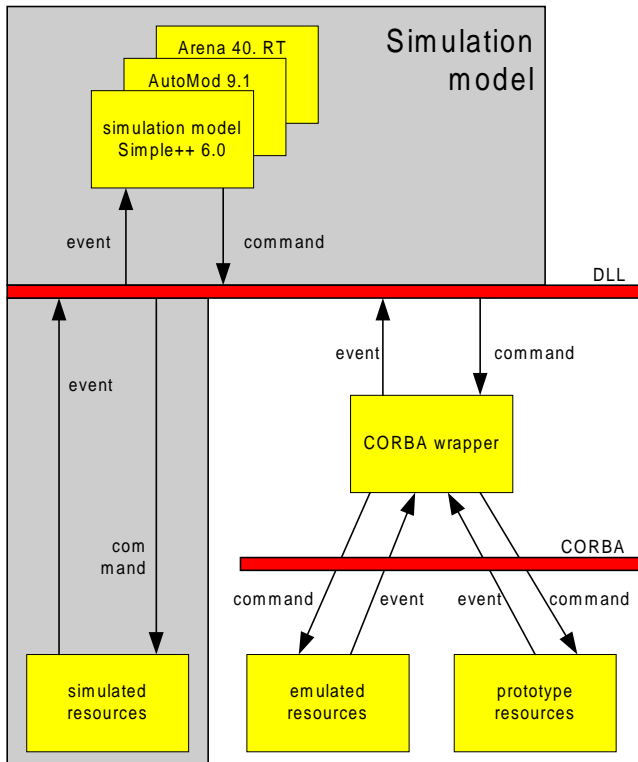 Simulation
model
Arena 40. RT
AutoMod 9.1
simulation model
Simple++ 6.0
event
command
DLL
event
command
event
CORBA wrapper
com
mand
CORBA
command
event
event
command
simulated
resources
emulated
resources
prototype
resources